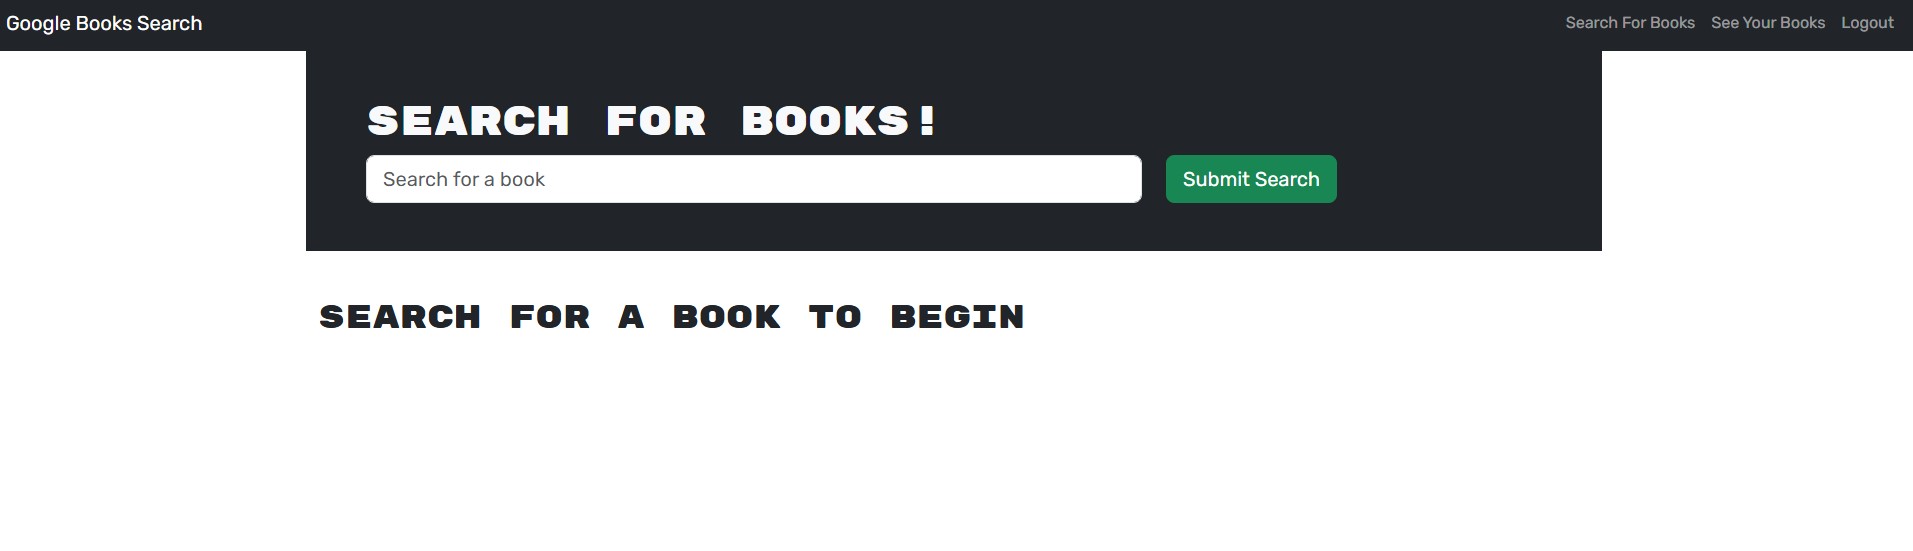 Google Books Search
Search For Books
See Your Books
Logout
SEARCH FOR BOOKS!
Search for a book
Submit Search
SEARCH FOR A BOOK TO BEGIN